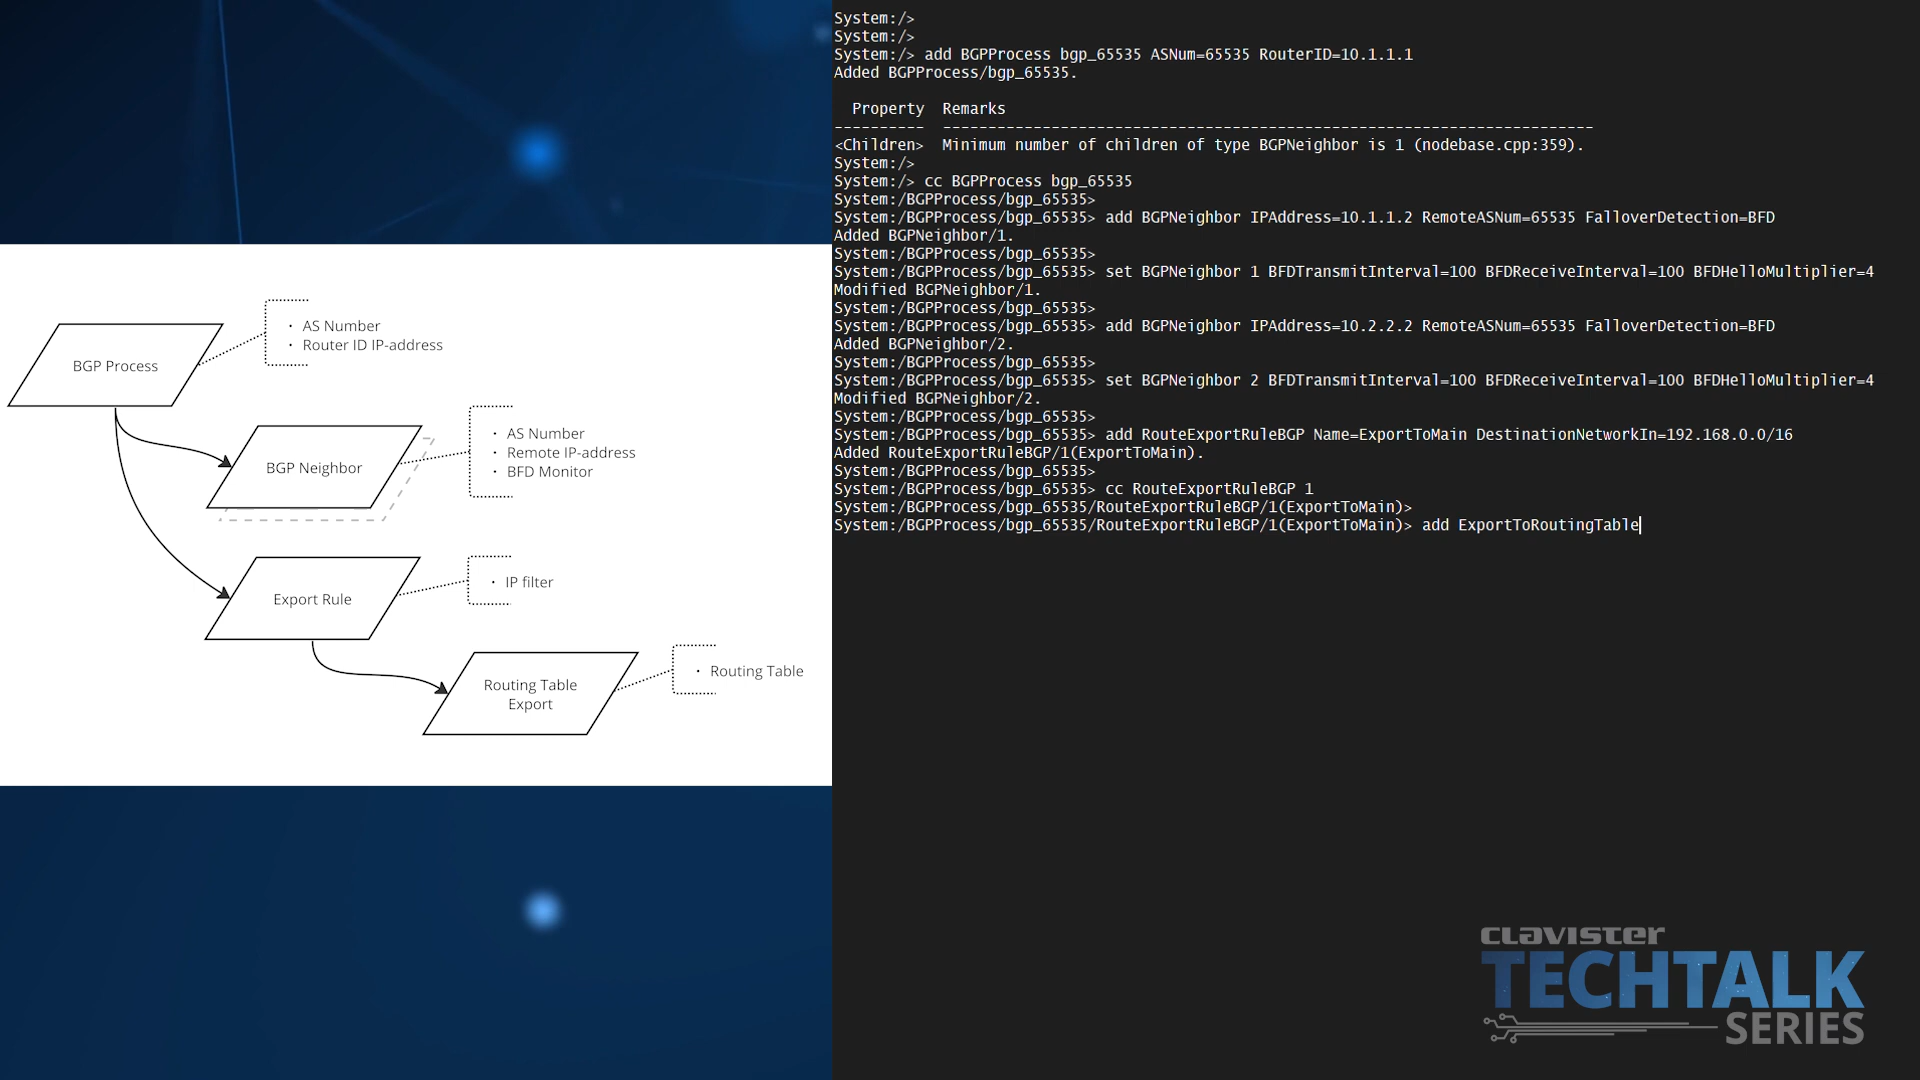 BGP Process
· AS Number
· Router ID IP-address
BGP Neighbor
· AS Number
· Remote IP-address
· BFD Monitor
Export Rule
· IP filter
Routing Table
Export
· Routing Table
System:/>
System:/>
System:/> add BGPProcess bgp_65535 ASNum=65535 RouterID=10.1.1.1
Added BGPProcess/bgp_65535.
Property  Remarks
----------  ------------------------------------------------------------------------
<Children>  Minimum number of children of type BGPNeighbor is 1 (nodebase.cpp:359).
System:/>
System:/> cc BGPProcess bgp_65535
System:/BGPProcess/bgp_65535>
System:/BGPProcess/bgp_65535> add BGPNeighbor IPAddress=10.1.1.2 RemoteASNum=65535 FalloverDetection=BFD
Added BGPNeighbor/1.
System:/BGPProcess/bgp_65535>
System:/BGPProcess/bgp_65535> set BGPNeighbor 1 BFDTransmitInterval=100 BFDReceiveInterval=100 BFDHelloMultiplier=4
Modified BGPNeighbor/1.
System:/BGPProcess/bgp_65535>
System:/BGPProcess/bgp_65535> add BGPNeighbor IPAddress=10.2.2.2 RemoteASNum=65535 FalloverDetection=BFD
Added BGPNeighbor/2.
System:/BGPProcess/bgp_65535>
System:/BGPProcess/bgp_65535> set BGPNeighbor 2 BFDTransmitInterval=100 BFDReceiveInterval=100 BFDHelloMultiplier=4
Modified BGPNeighbor/2.
System:/BGPProcess/bgp_65535>
System:/BGPProcess/bgp_65535> add RouteExportRuleBGP Name=ExportToMain DestinationNetworkIn=192.168.0.0/16
Added RouteExportRuleBGP/1(ExportToMain).
System:/BGPProcess/bgp_65535>
System:/BGPProcess/bgp_65535> cc RouteExportRuleBGP 1
System:/BGPProcess/bgp_65535/RouteExportRuleBGP/1(ExportToMain)>
System:/BGPProcess/bgp_65535/RouteExportRuleBGP/1(ExportToMain)> add ExportToRoutingTable
CLAVISTER
TECHTALK
SERIES